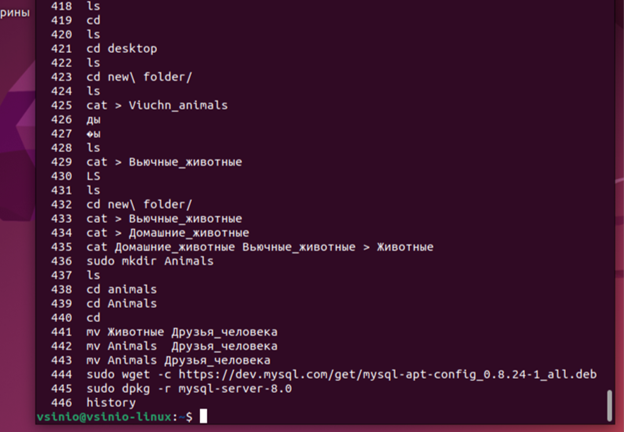 рины
418 ls
419 cd
420 ls
421 cd desktop
422 ls
423 cd new\ folder/
424 ls
425 cat > Viuchn_animals
426 ды
427 �ы
428 ls
429 cat > Вьючные_животные
430 LS
431 ls
432 cd new\ folder/
433 cat > Вьючные_животные
434 cat > Домашние_животные
435 cat Домашние_животные Вьючные_животные > Животные
436 sudo mkdir Animals
437 ls
438 cd animals
439 cd Animals
440 cd
441 mv Животные Друзья_человека
442 mv Animals  Друзья_человека
443 mv Animals Друзья_человека
444 sudo wget -c https://dev.mysql.com/get/mysql-apt-config_0.8.24-1_all.deb
445 sudo dpkg -r mysql-server-8.0
446 history
vsinio@vsinio-linux:~$